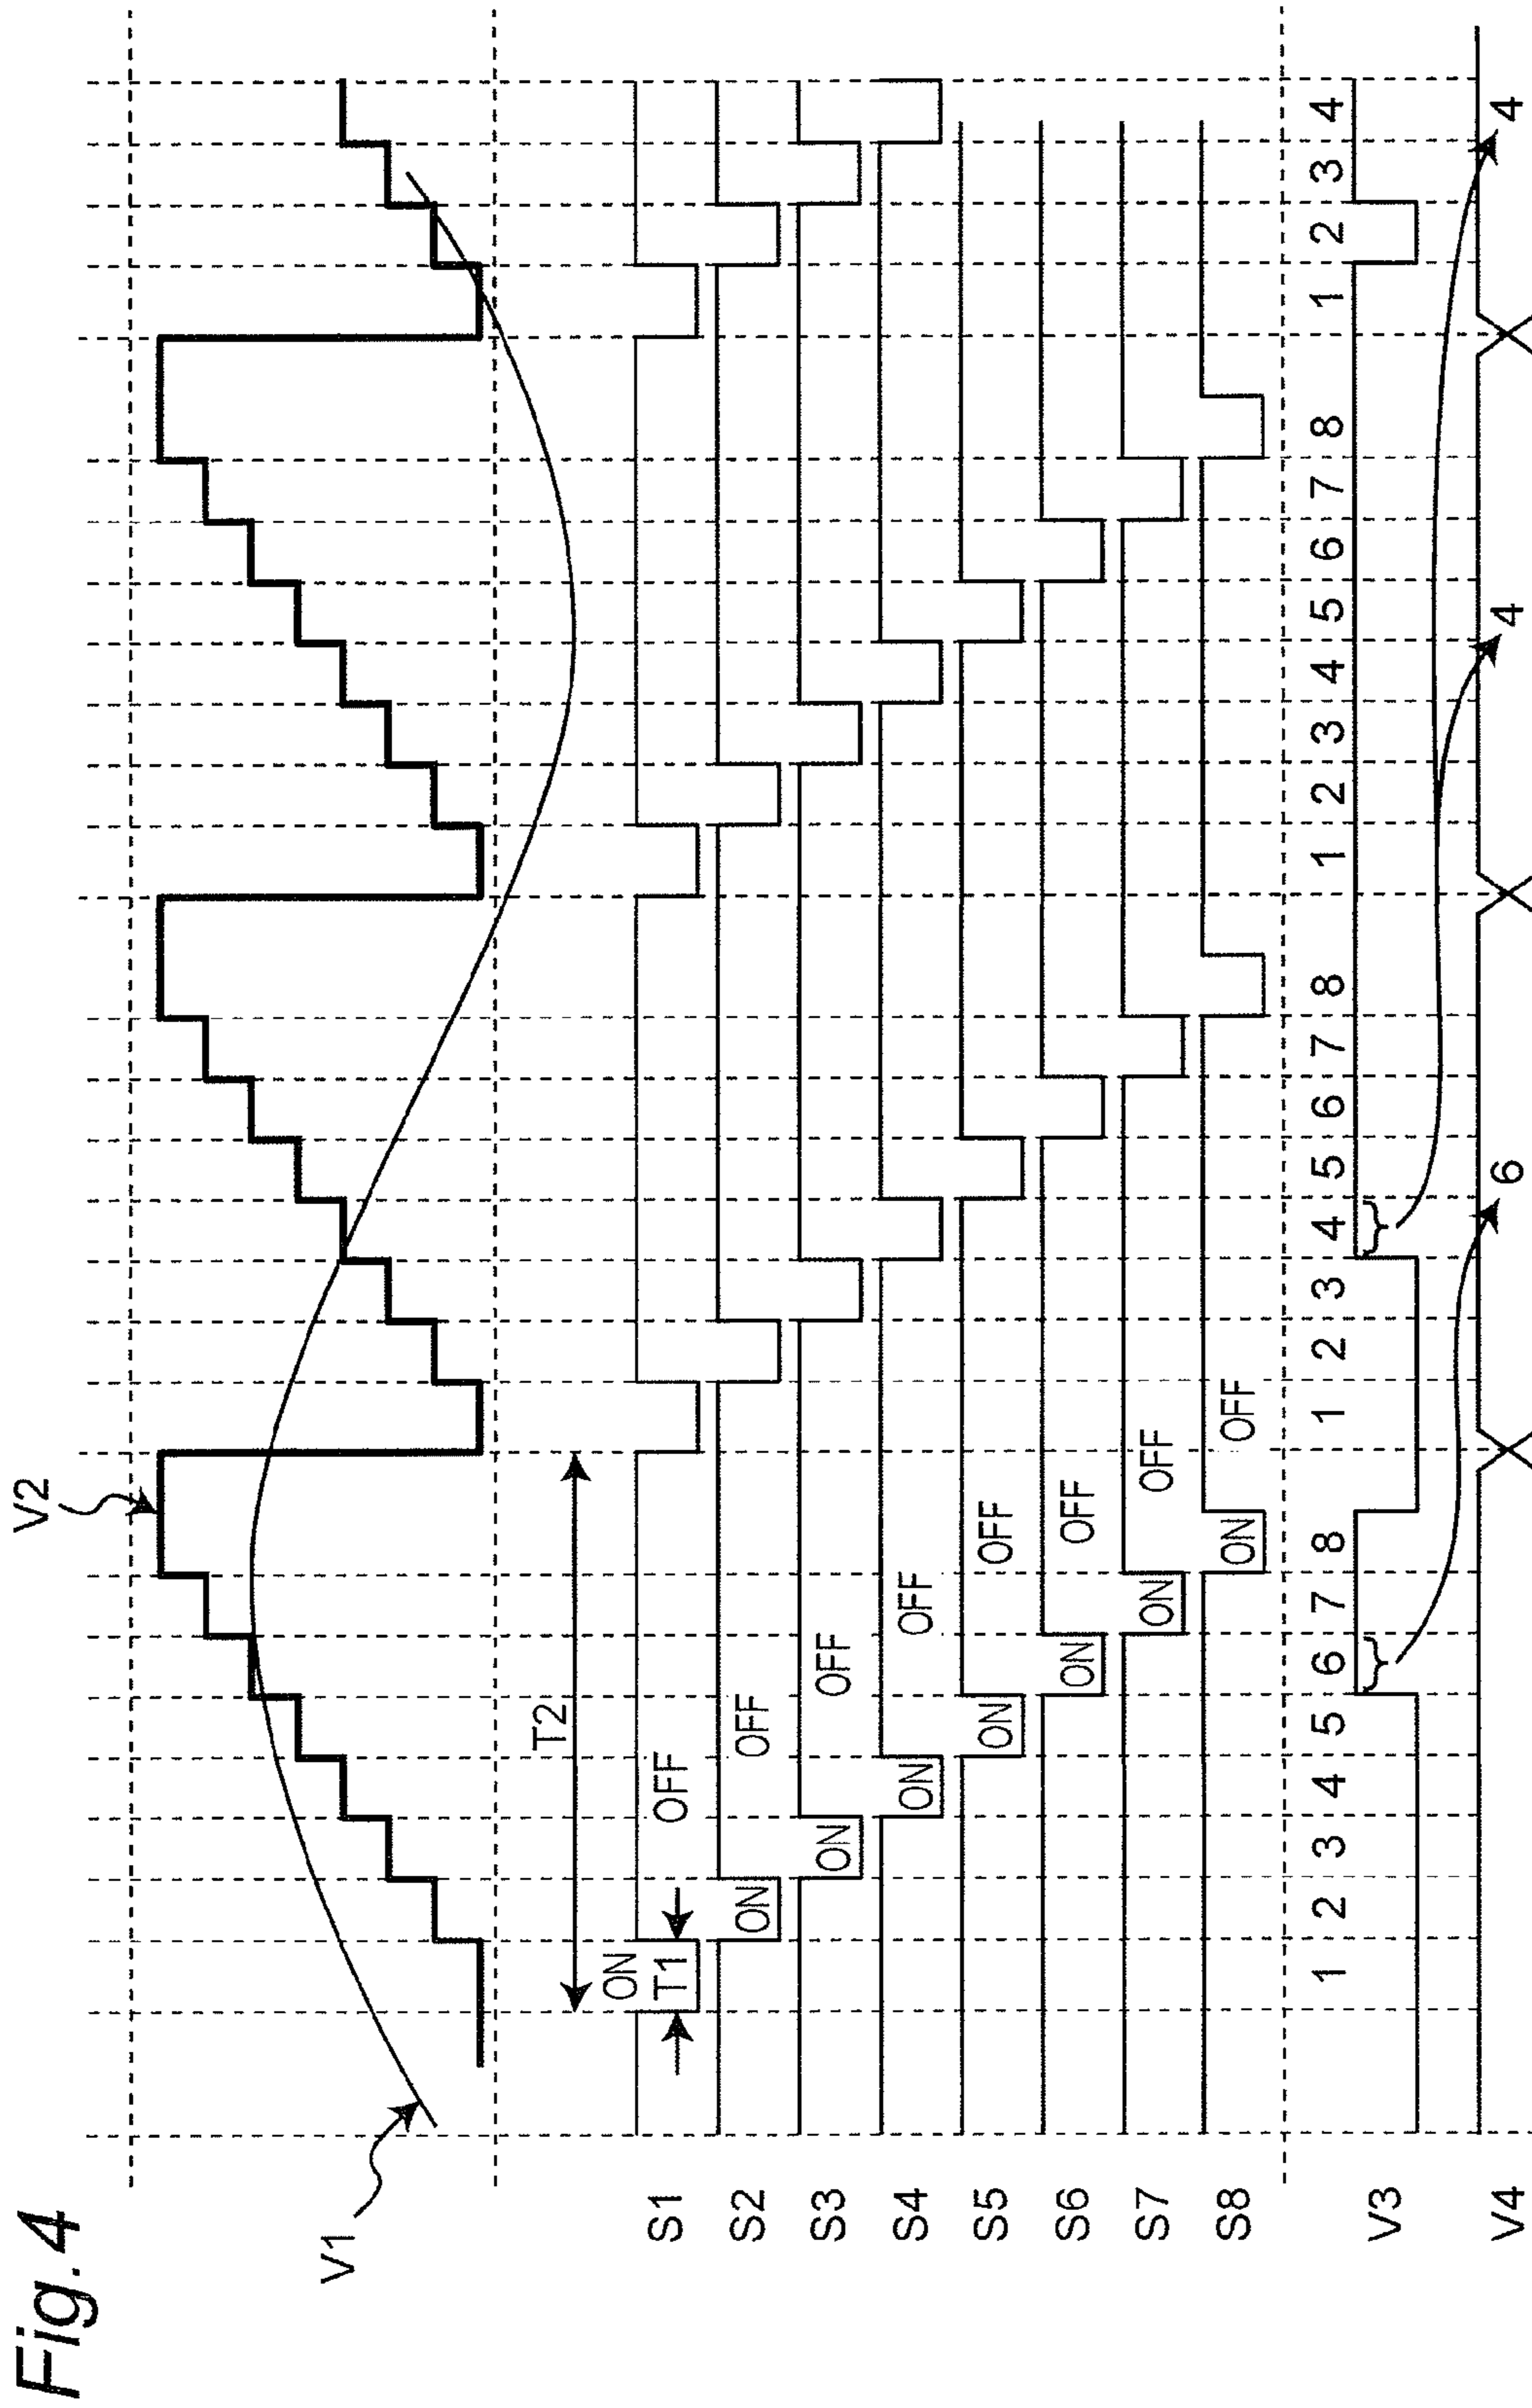 Fig.4
V1
V2
T2
S1
ON
T1
OFF
S2
ON
OFF
S3
ON
OFF
S4
ON
OFF
S5
ON
OFF
S6
ON
OFF
S7
ON
OFF
S8
ON
OFF
1 2 3 4 5 6 7 8 1 2 3 4 5 6 7 8 1 2 3 4 5 6 7 8 1 2 3 4
V3
V4
6 4 4